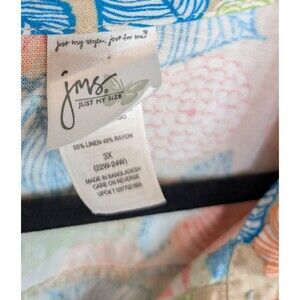 just my style. just for me.
jms.
JUST MY SIZE
55% LINEN 45% RAYON
3X
(22W-24W)
MADE IN BANGLADESH
CARE ON REVERSE